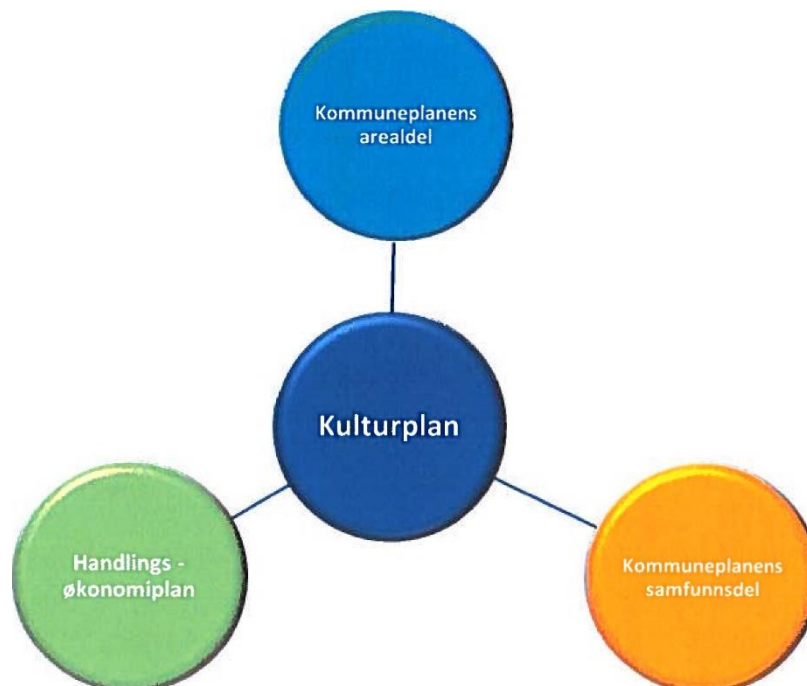 Kommuneplanens
arealdel
Kulturplan
Handlings -
økonomiplan
Kommuneplanens
samfunnsdel